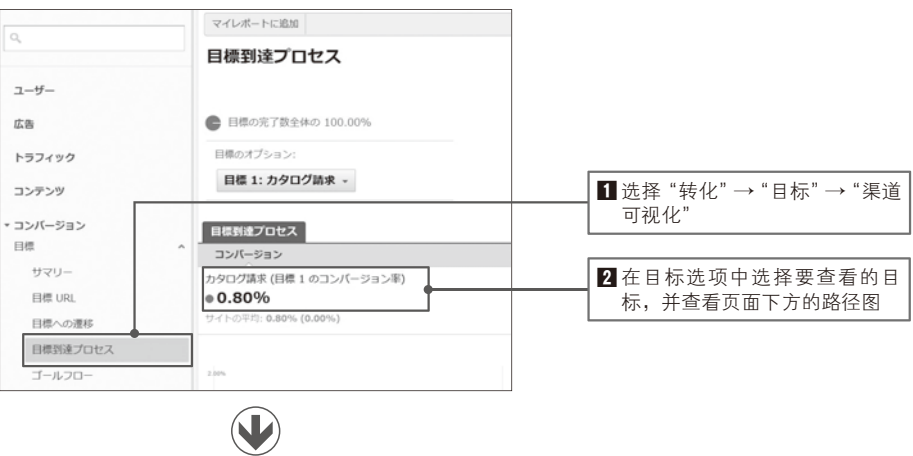 マイレポートに追加
目標到達プロセス
ユーザー
広告
トラフィック
コンテンツ
コンバージョン
目標
サマリー
目標 URL
目標への遷移
目標到達プロセス
ゴールフロー
目標の完了数全体の 100.00%
目標のオプション:
目標 1: カタログ請求
目標到達プロセス
コンバージョン
カタログ請求 (目標 1 のコンバージョン率)
0.80%
サイトの平均: 0.80% (0.00%)
2.00%
1 选择“转化”→“目标”→“渠道
可视化”
2 在目标选项中选择要查看的目
标，并查看页面下方的路径图